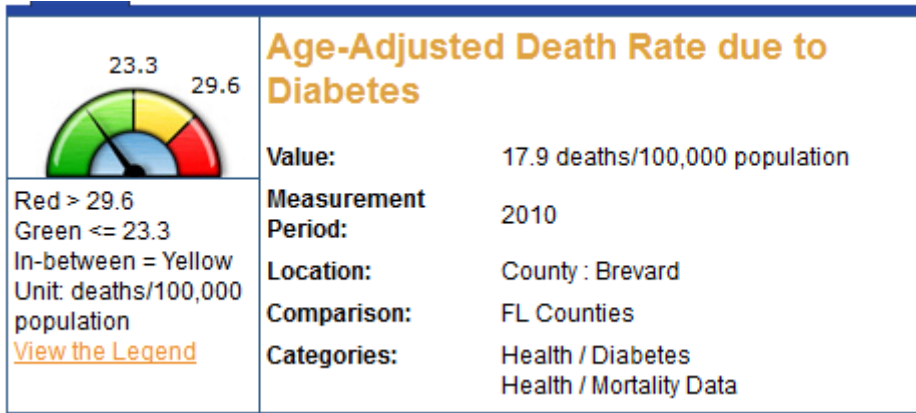 23.3
29.6
Red > 29.6
Green <= 23.3
In-between = Yellow
Unit: deaths/100,000
population
View the Legend
Age-Adjusted Death Rate due to
Diabetes
Value: 17.9 deaths/100,000 population
Measurement
Period: 2010
Location: County : Brevard
Comparison: FL Counties
Categories: Health / Diabetes
Health / Mortality Data